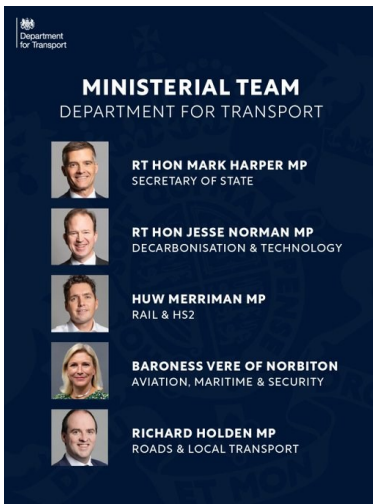 Department
for Transport
MINISTERIAL TEAM
DEPARTMENT FOR TRANSPORT
RT HON MARK HARPER MP
SECRETARY OF STATE
RT HON JESSE NORMAN MP
DECARBONISATION & TECHNOLOGY
HUW MERRIMAN MP
RAIL & HS2
BARONESS VERE OF NORBITON
AVIATION, MARITIME & SECURITY
RICHARD HOLDEN MP
ROADS & LOCAL TRANSPORT
ET MON